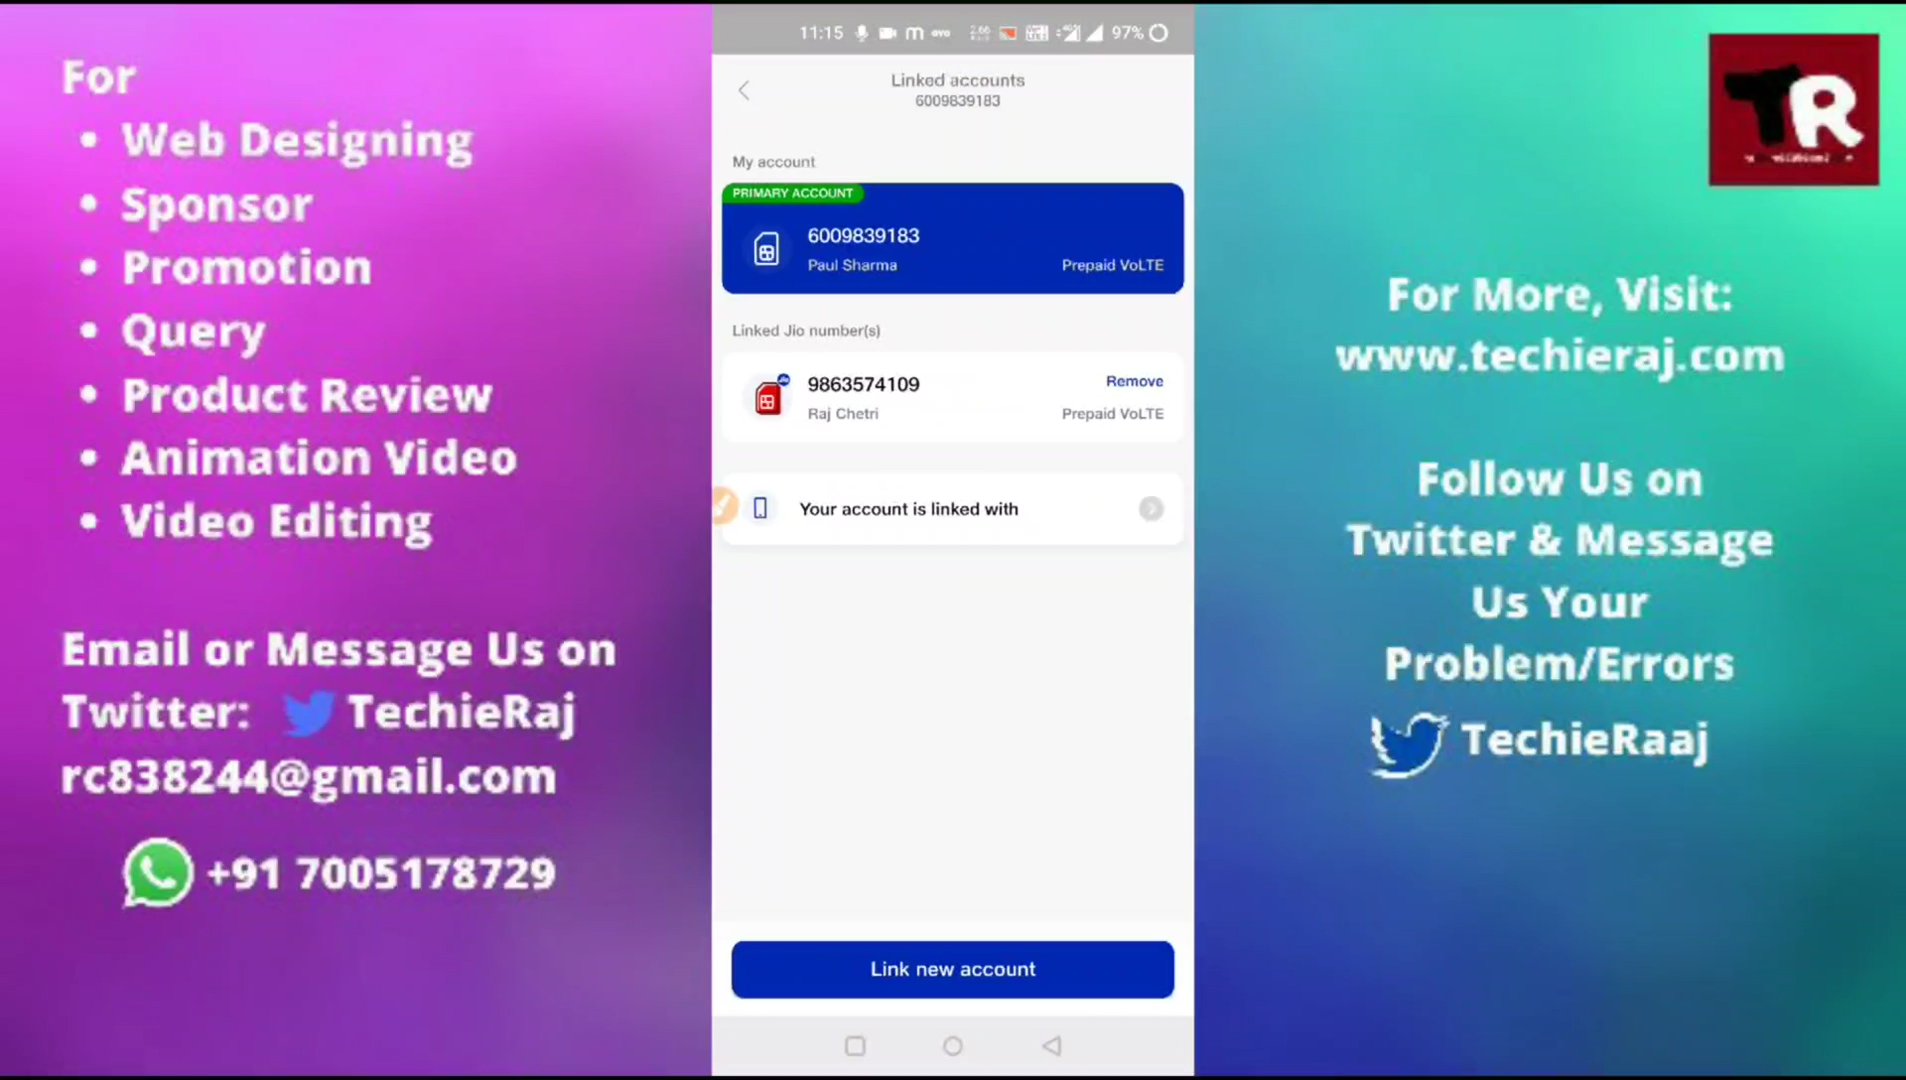 For
• Web Designing
• Sponsor
• Promotion
• Query
• Product Review
• Animation Video
• Video Editing
Email or Message Us on
Twitter: TechieRaj
rc838244@gmail.com
+91 7005178729
11:15 97%
Linked accounts
6009839183
My account
PRIMARY ACCOUNT
6009839183
Paul Sharma Prepaid VoLTE
Linked Jio number(s)
9863574109 Remove
Raj Chetri Prepaid VoLTE
Your account is linked with
Link new account
TR
For More, Visit:
www.techieraj.com
Follow Us on
Twitter & Message
Us Your
Problem/Errors
TechieRaaj